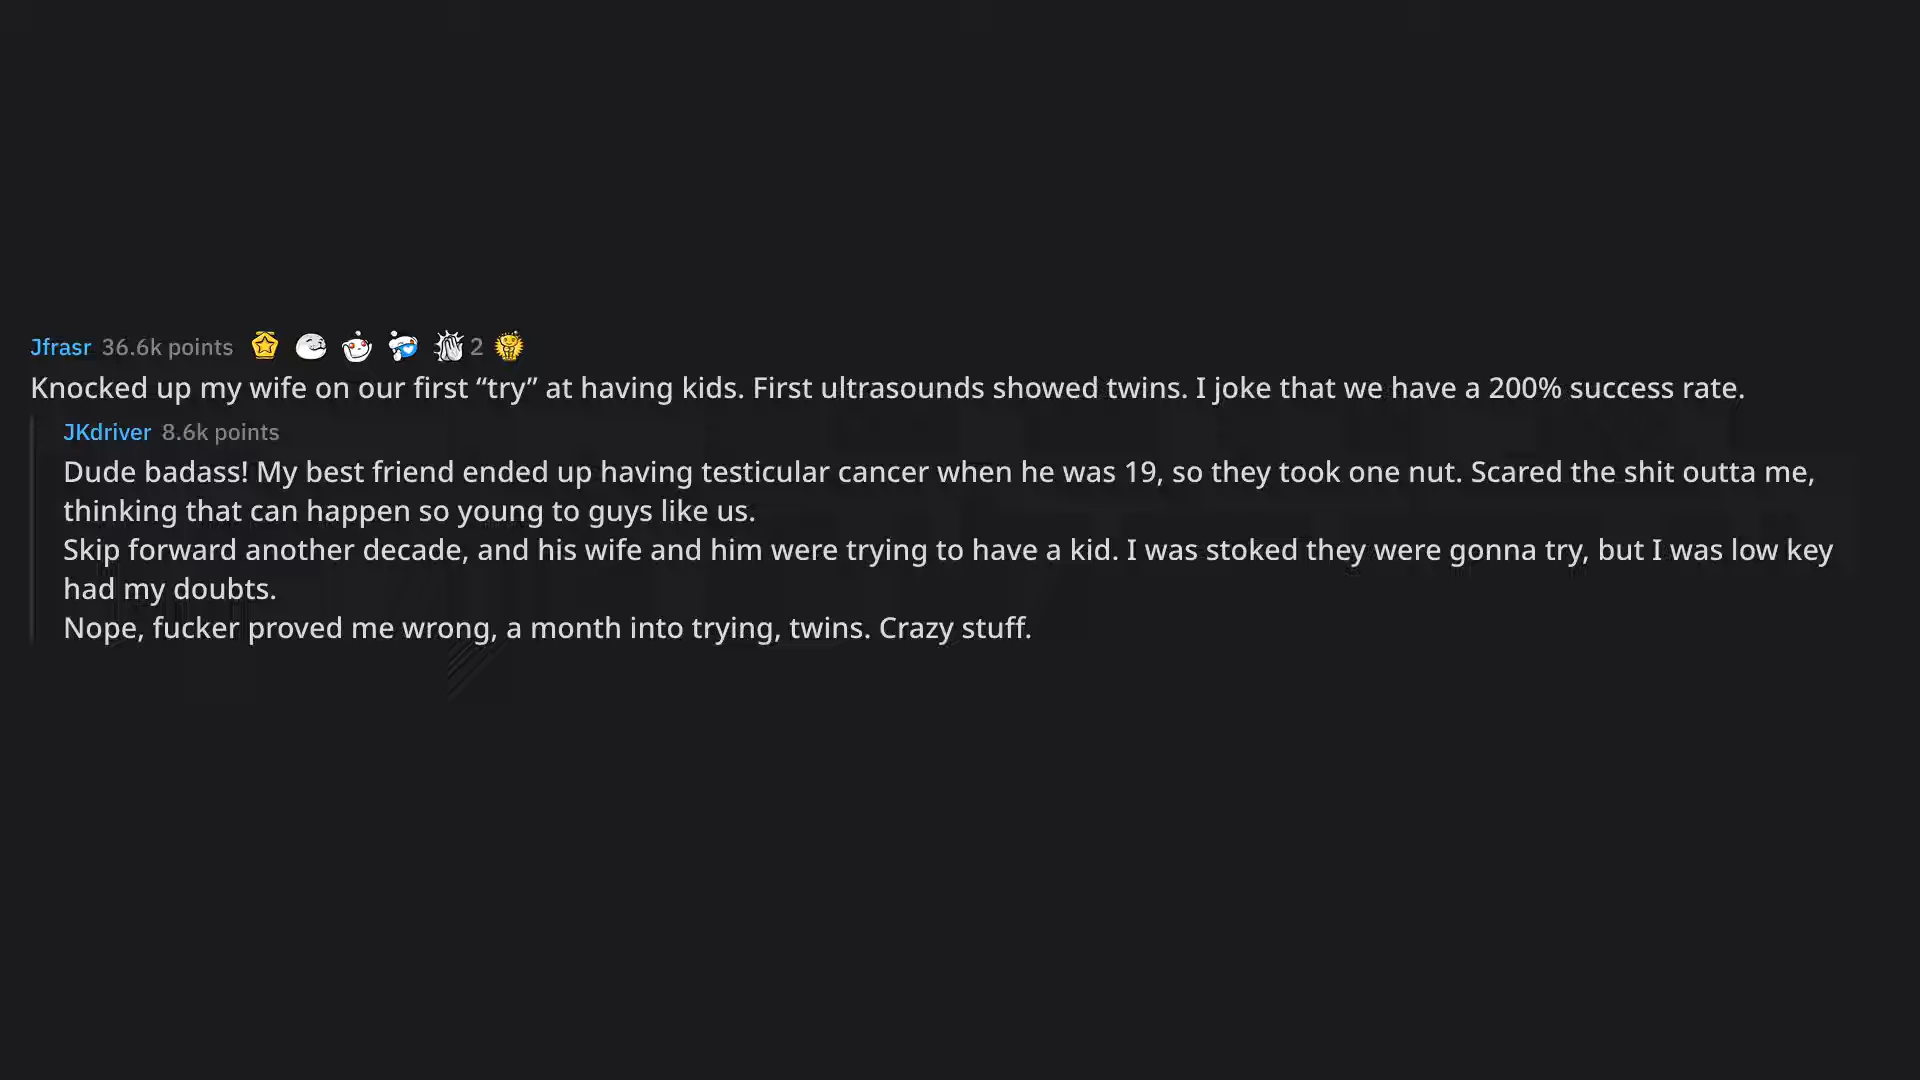 Jfrasr 36.6k points 2
Knocked up my wife on our first “try” at having kids. First ultrasounds showed twins. I joke that we have a 200% success rate.
JKdriver 8.6k points
Dude badass! My best friend ended up having testicular cancer when he was 19, so they took one nut. Scared the shit outta me,
thinking that can happen so young to guys like us.
Skip forward another decade, and his wife and him were trying to have a kid. I was stoked they were gonna try, but I was low key
had my doubts.
Nope, fucker proved me wrong, a month into trying, twins. Crazy stuff.